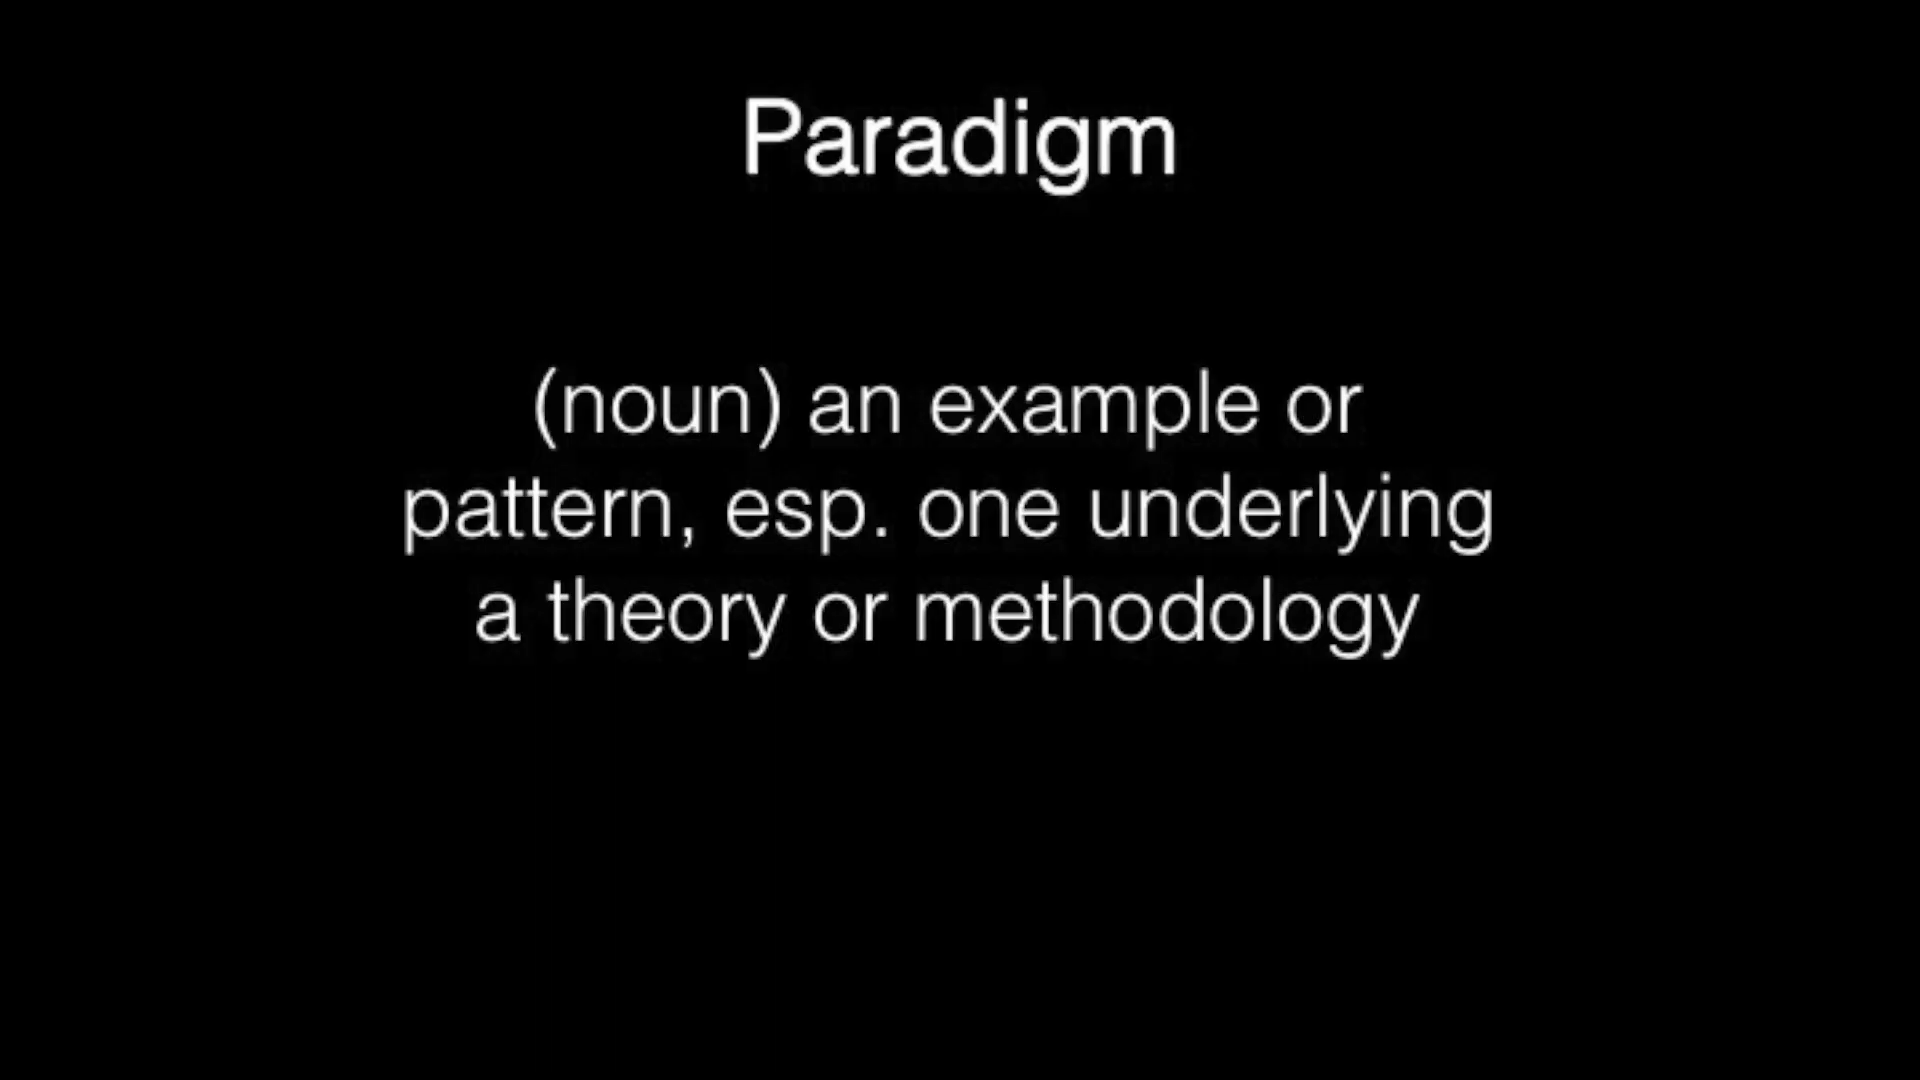 Paradigm
(noun) an example or
pattern, esp. one underlying
a theory or methodology